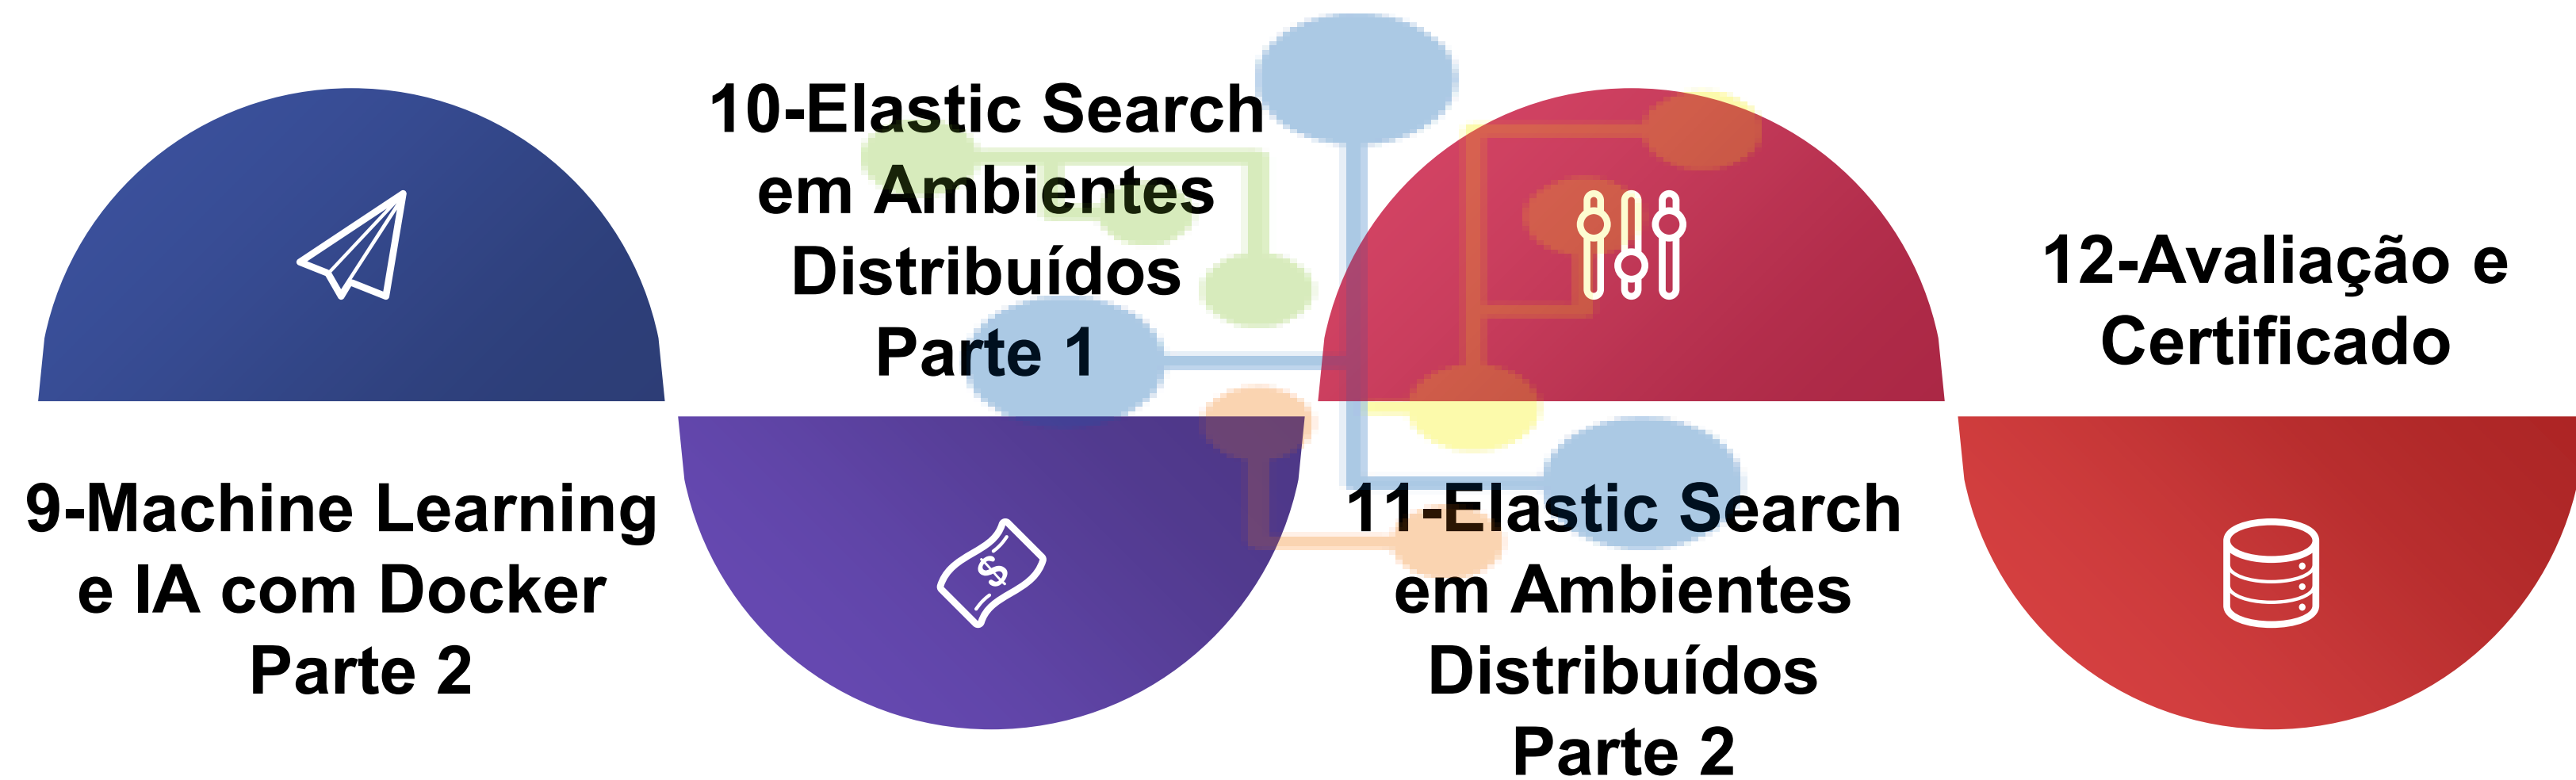 9-Machine Learning
e IA com Docker
Parte 2
10-Elastic Search
em Ambientes
Distribuídos
Parte 1
11-Elastic Search
em Ambientes
Distribuídos
Parte 2
12-Avaliação e
Certificado
$